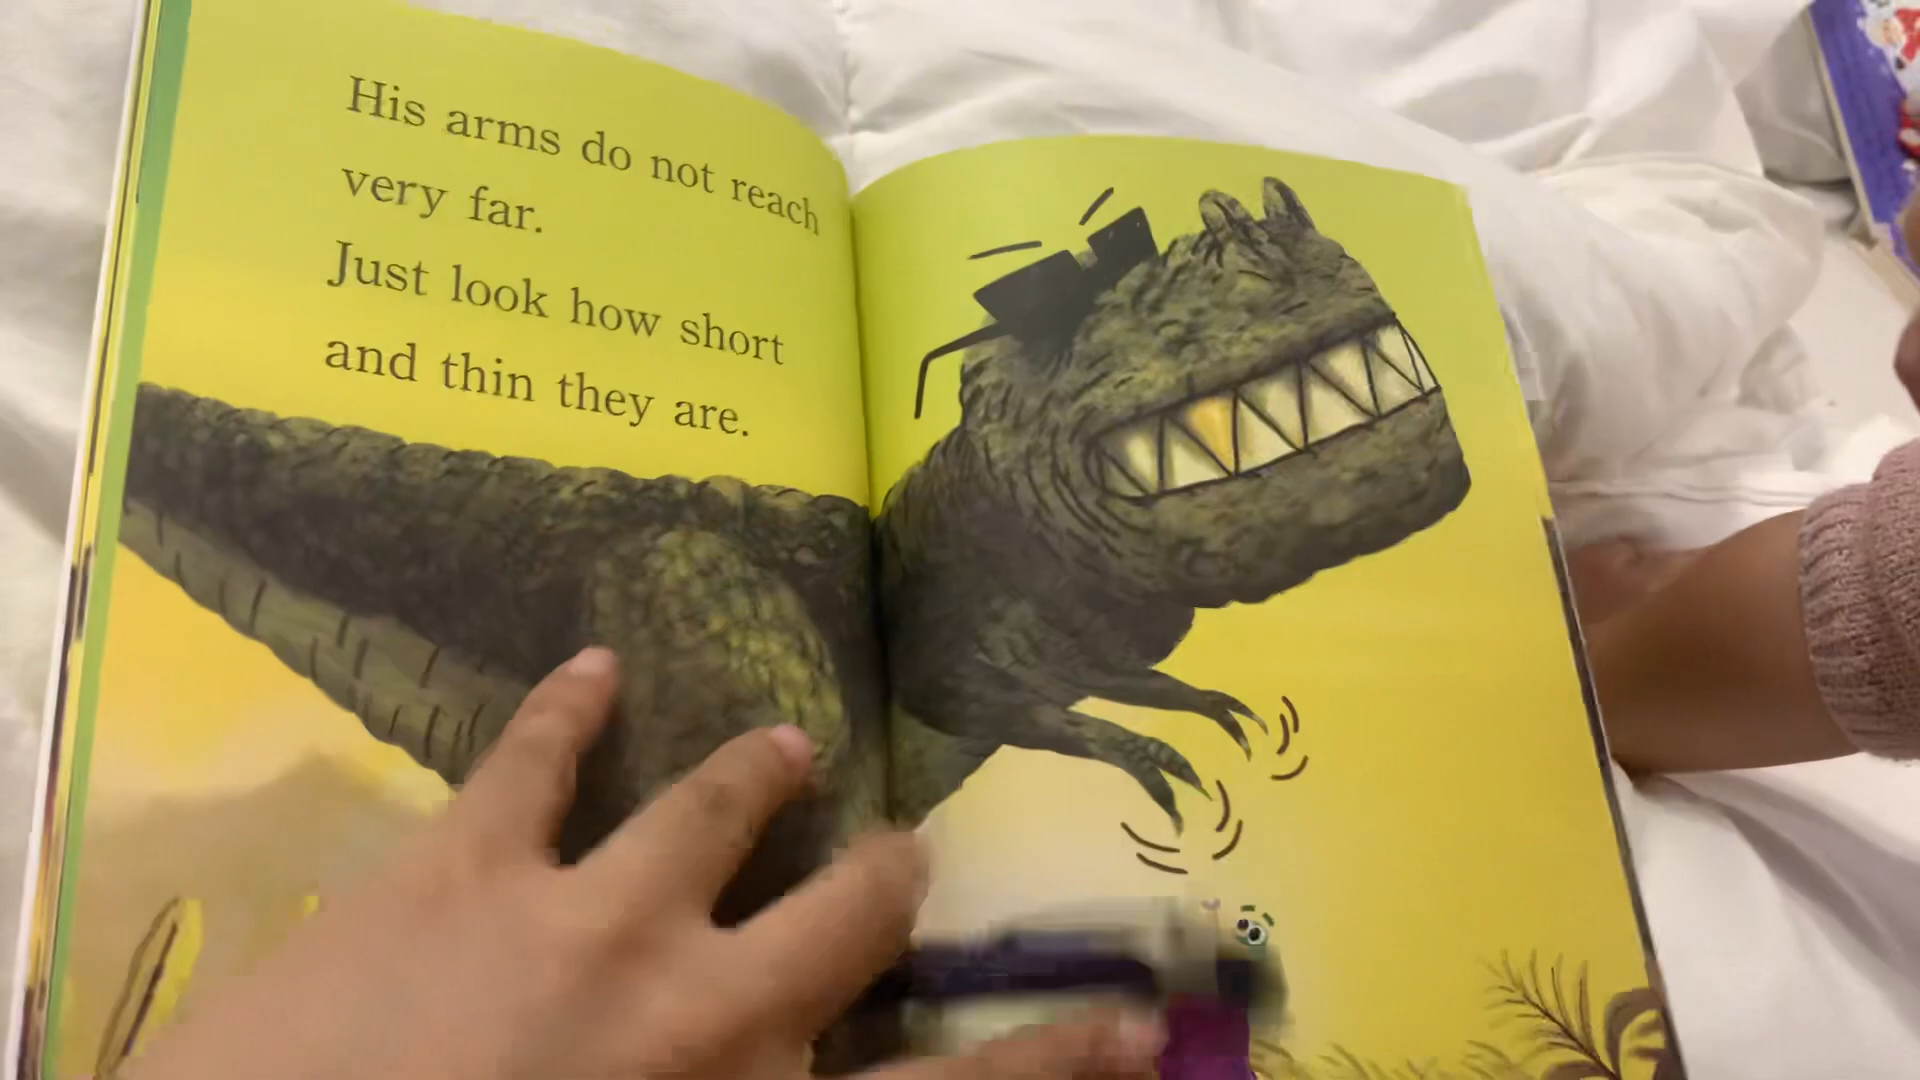 His arms do not reach
very far.
Just look how short
and thin they are.